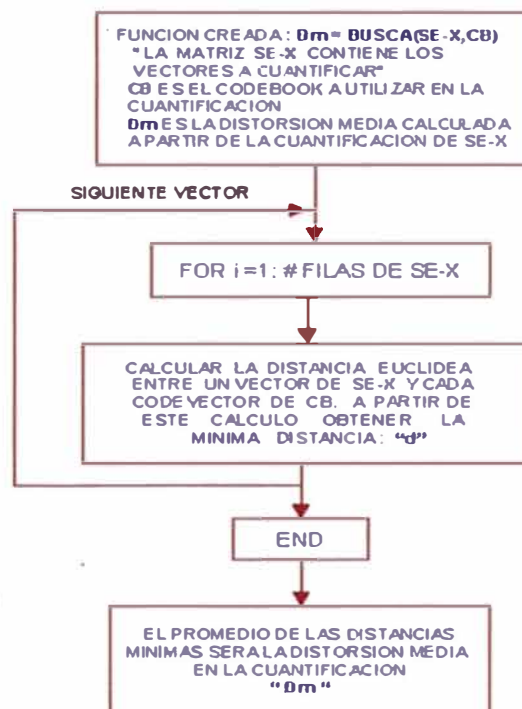 FUNCION CREADA: Dm= BUSCA(SE-X,CB)
"LA MATRIZ SE-X CONTIENE LOS
VECTORES A CUANTIFICAR"
CB ES EL CODEBOOK A UTILIZAR EN LA
CUANTIFICACION
Dm ES LA DISTORSION MEDIA CALCULADA
A PARTIR DE LA CUANTIFICACION DE SE-X
SIGUIENTE VECTOR
FOR i=1: # FILAS DE SE-X
CALCULAR LA DISTANCIA EUCLIDEA
ENTRE UN VECTOR DE SE-X Y CADA
CODEVECTOR DE CB. A PARTIR DE
ESTE CALCULO OBTENER LA
MINIMA DISTANCIA: "d"
END
EL PROMEDIO DE LAS DISTANCIAS
MINIMAS SERA LA DISTORSION MEDIA
EN LA CUANTIFICACION
"Dm"